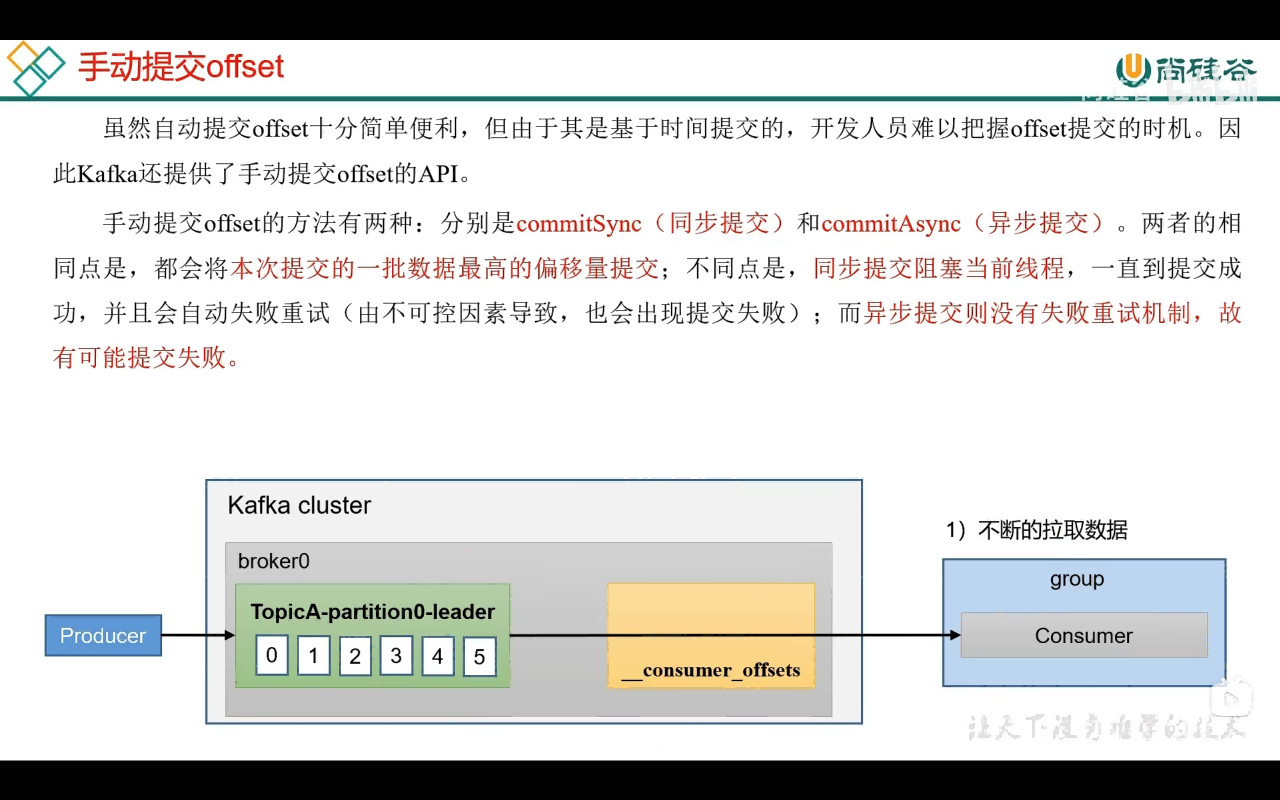 手动提交offset
尚硅谷
虽然自动提交offset十分简单便利，但由于其是基于时间提交的，开发人员难以把握offset提交的时机。因
此Kafka还提供了手动提交offset的API。
手动提交offset的方法有两种：分别是commitSync（同步提交）和commitAsync（异步提交）。两者的相
同点是，都会将本次提交的一批数据最高的偏移量提交；不同点是，同步提交阻塞当前线程，一直到提交成
功，并且会自动失败重试（由不可控因素导致，也会出现提交失败）；而异步提交则没有失败重试机制，故
有可能提交失败。
Kafka cluster
broker0
TopicA-partition0-leader
0 1 2 3 4 5
__consumer_offsets
Producer
1）不断的拉取数据
group
Consumer
让天下没有难学的技术